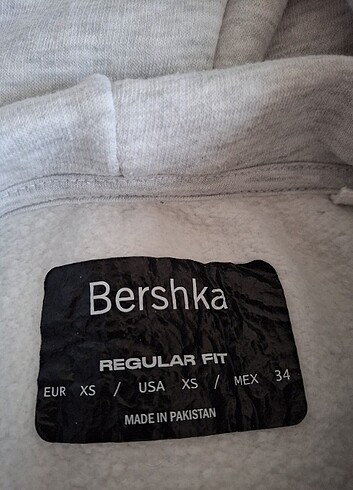 Bershka
REGULAR FIT
EUR XS / USA XS / MEX 34
MADE IN PAKISTAN